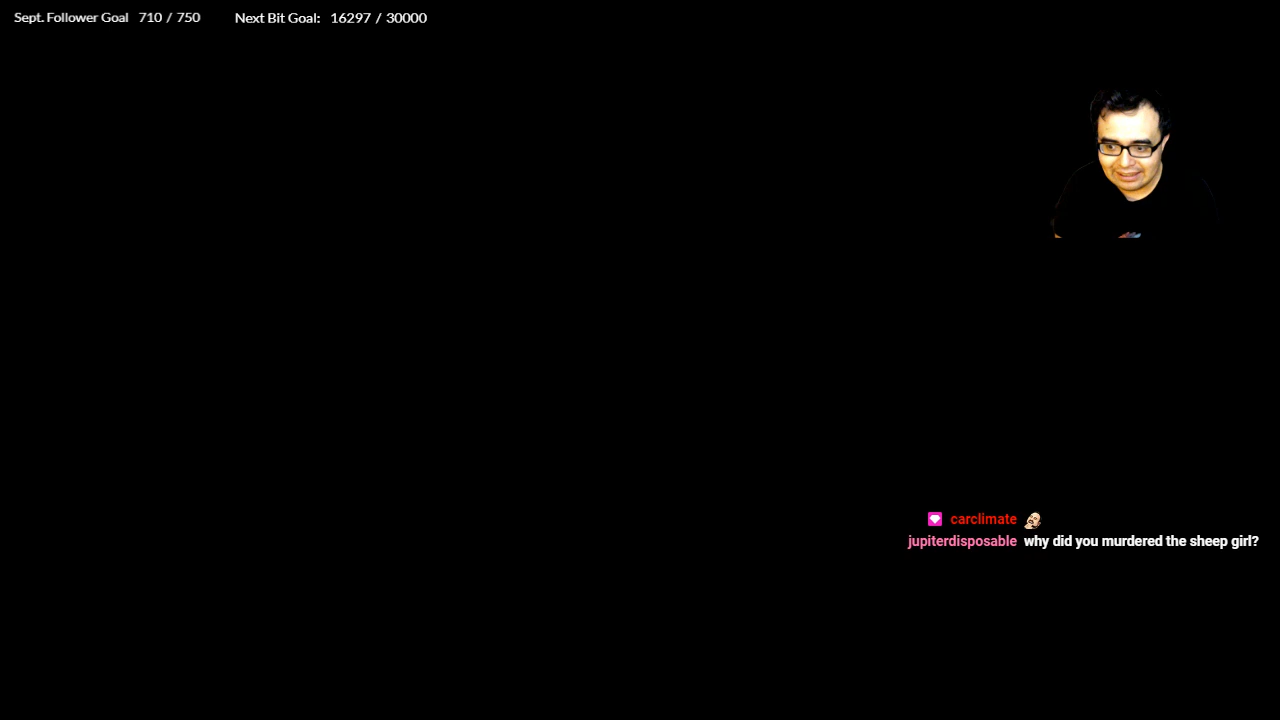 Sept. Follower Goal 710 / 750 Next Bit Goal: 16297 / 30000
carclimate
jupiterdisposable why did you murdered the sheep girl?